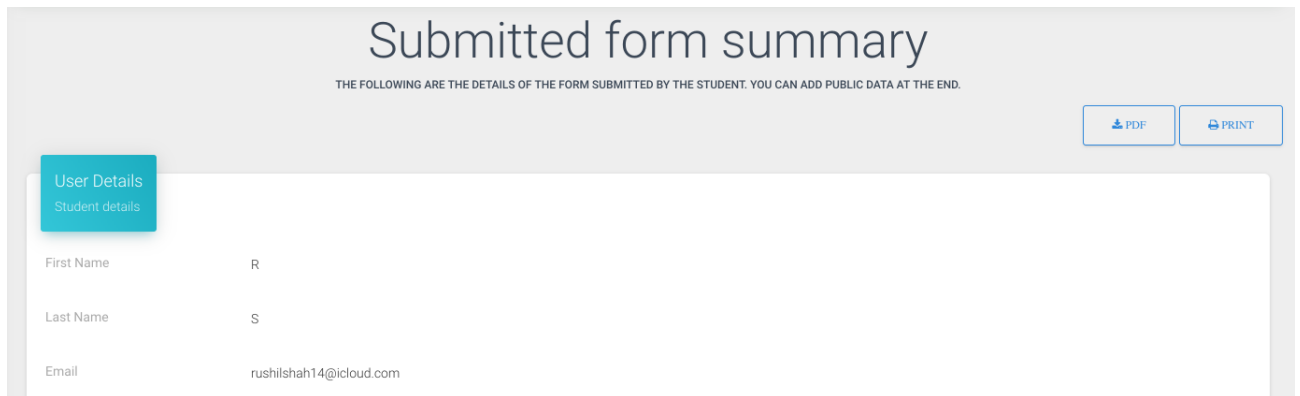 Submitted form summary
THE FOLLOWING ARE THE DETAILS OF THE FORM SUBMITTED BY THE STUDENT. YOU CAN ADD PUBLIC DATA AT THE END.
PDF PRINT
User Details
Student details
First Name R
Last Name S
Email rushilshah14@icloud.com